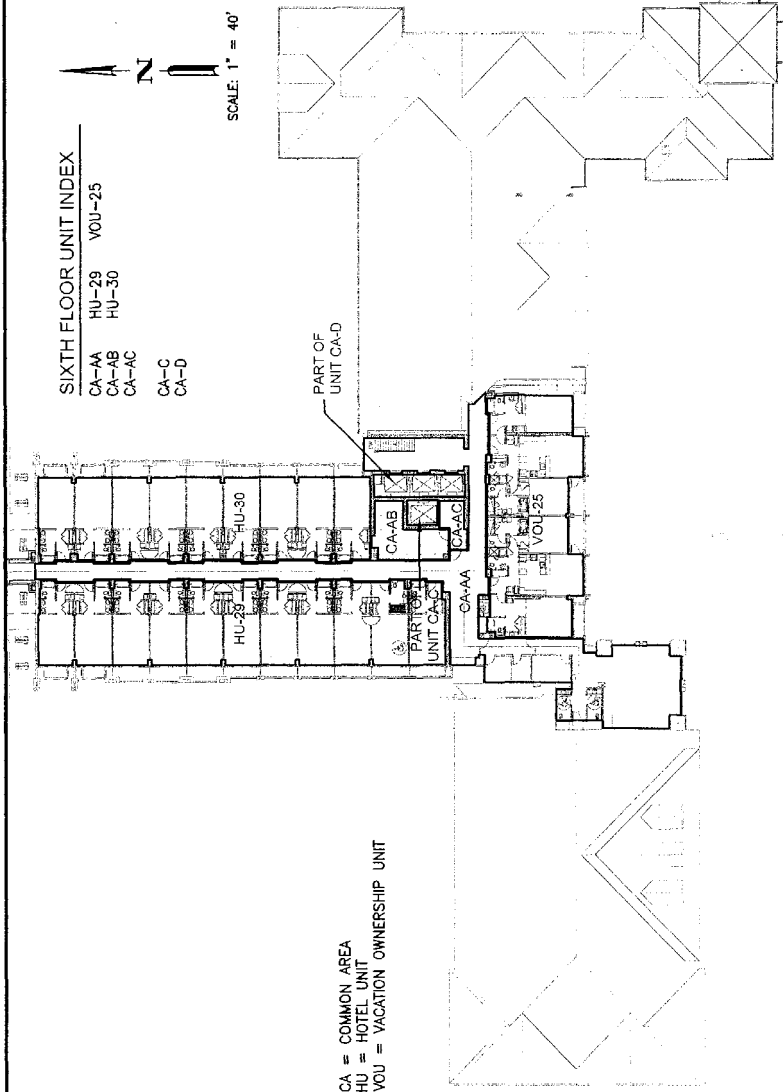 N
SCALE: 1" = 40'
SIXTH FLOOR UNIT INDEX
CA-AA HU-29 VOU-25
CA-AB HU-30
CA-AC
CA-C
CA-D
PART OF
UNIT CA-D
HU-30
HU-29
CA-AB
CA-AC
PART OF
UNIT CA-C
CA-AA
VOU-25
CA = COMMON AREA
HU = HOTEL UNIT
VOU = VACATION OWNERSHIP UNIT